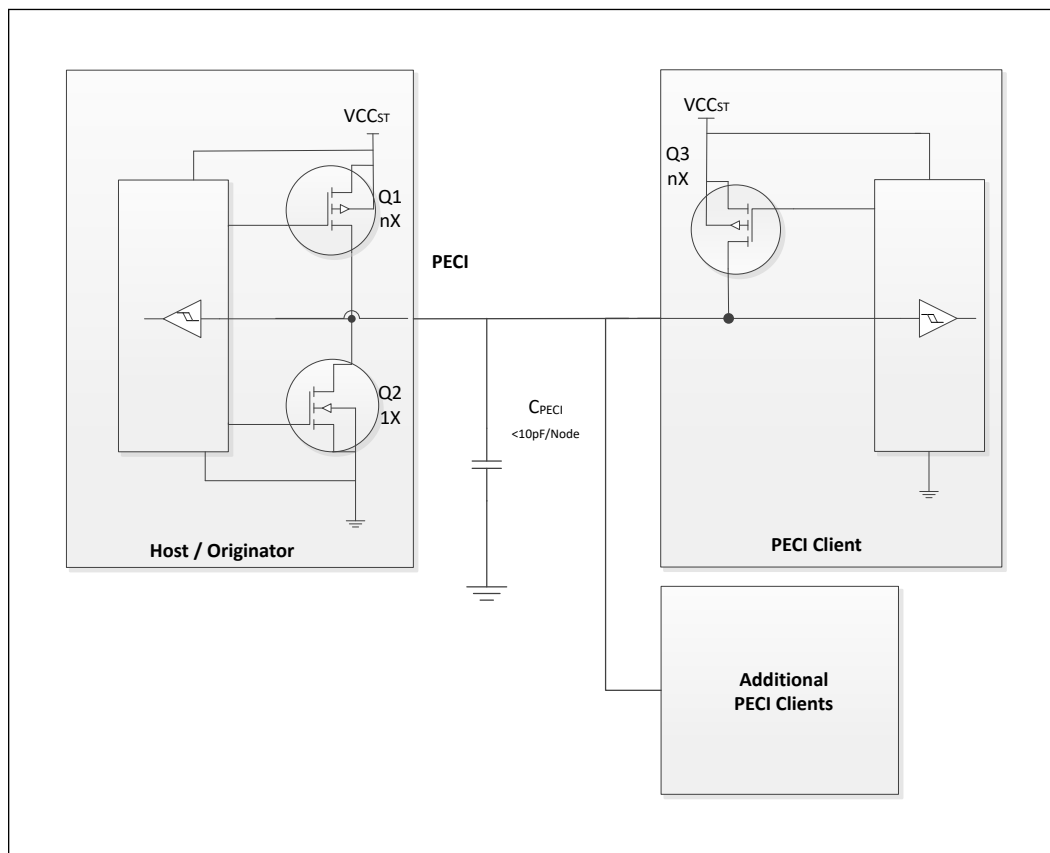 VCCST
Q1
nX
Q2
1X
Host / Originator
PECI
CPECI
<10pF/Node
VCCST
Q3
nX
PECI Client
Additional
PECI Clients